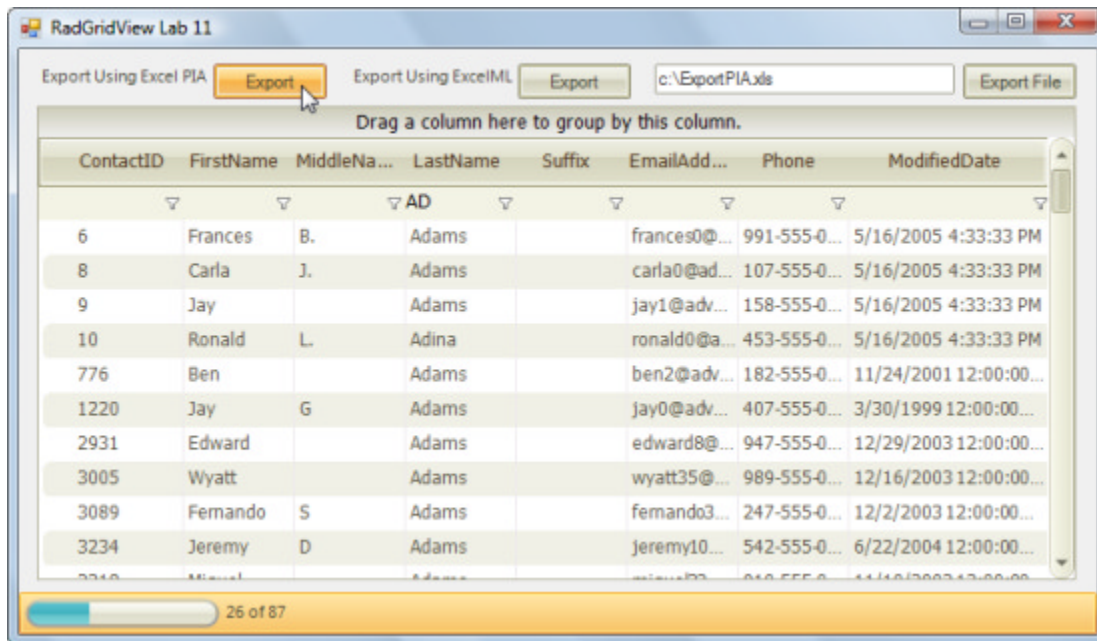 RadGridView Lab 11
Export Using Excel PIA Export Export Using ExcelML Export c:\ExportPIA.xls Export File
Drag a column here to group by this column.
ContactID FirstName MiddleNa... LastName Suffix EmailAdd... Phone ModifiedDate
AD
6 Frances B. Adams frances0@... 991-555-0... 5/16/2005 4:33:33 PM
8 Carla J. Adams carla0@ad... 107-555-0... 5/16/2005 4:33:33 PM
9 Jay Adams jay1@adv... 158-555-0... 5/16/2005 4:33:33 PM
10 Ronald L. Adina ronald0@a... 453-555-0... 5/16/2005 4:33:33 PM
776 Ben Adams ben2@adv... 182-555-0... 11/24/2001 12:00:00...
1220 Jay G Adams jay0@adv... 407-555-0... 3/30/1999 12:00:00...
2931 Edward Adams edward8@... 947-555-0... 12/29/2003 12:00:00...
3005 Wyatt Adams wyatt35@... 989-555-0... 12/16/2003 12:00:00...
3089 Fernando S Adams fernando3... 247-555-0... 12/2/2003 12:00:00...
3234 Jeremy D Adams jeremy10... 542-555-0... 6/22/2004 12:00:00...
26 of 87